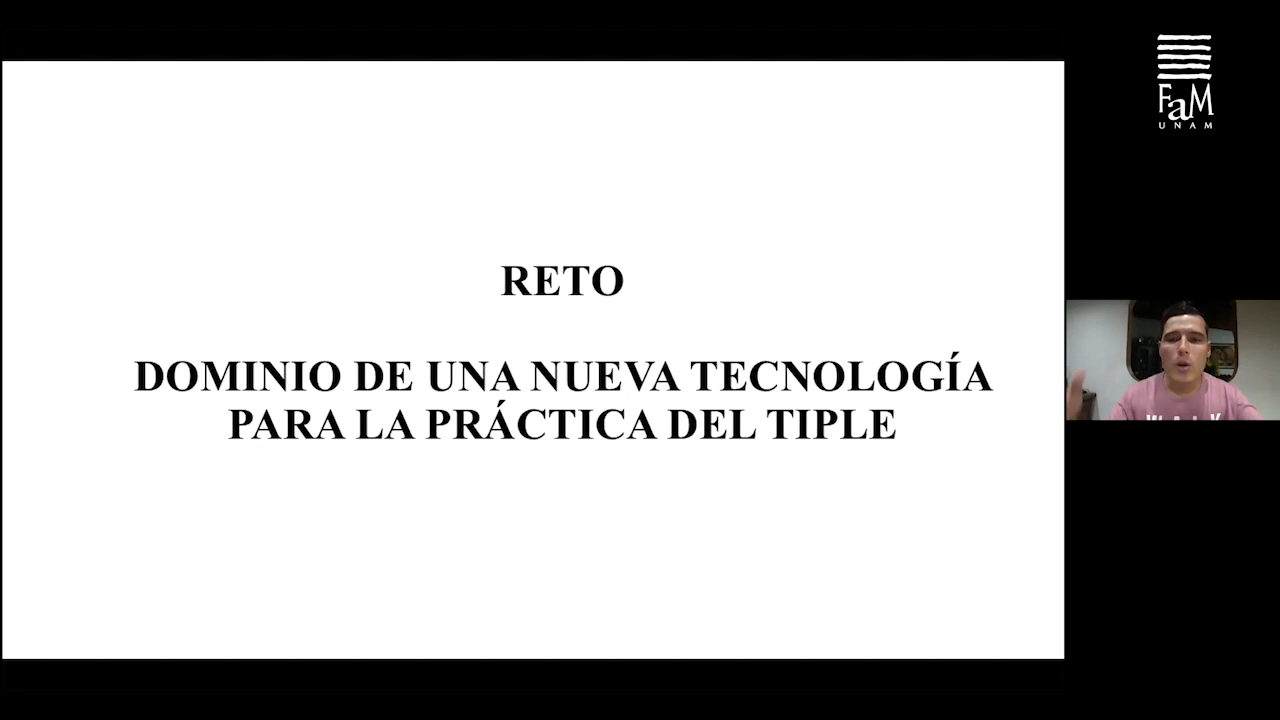 RETO
DOMINIO DE UNA NUEVA TECNOLOGÍA
PARA LA PRÁCTICA DEL TIPLE
FaM
UNAM